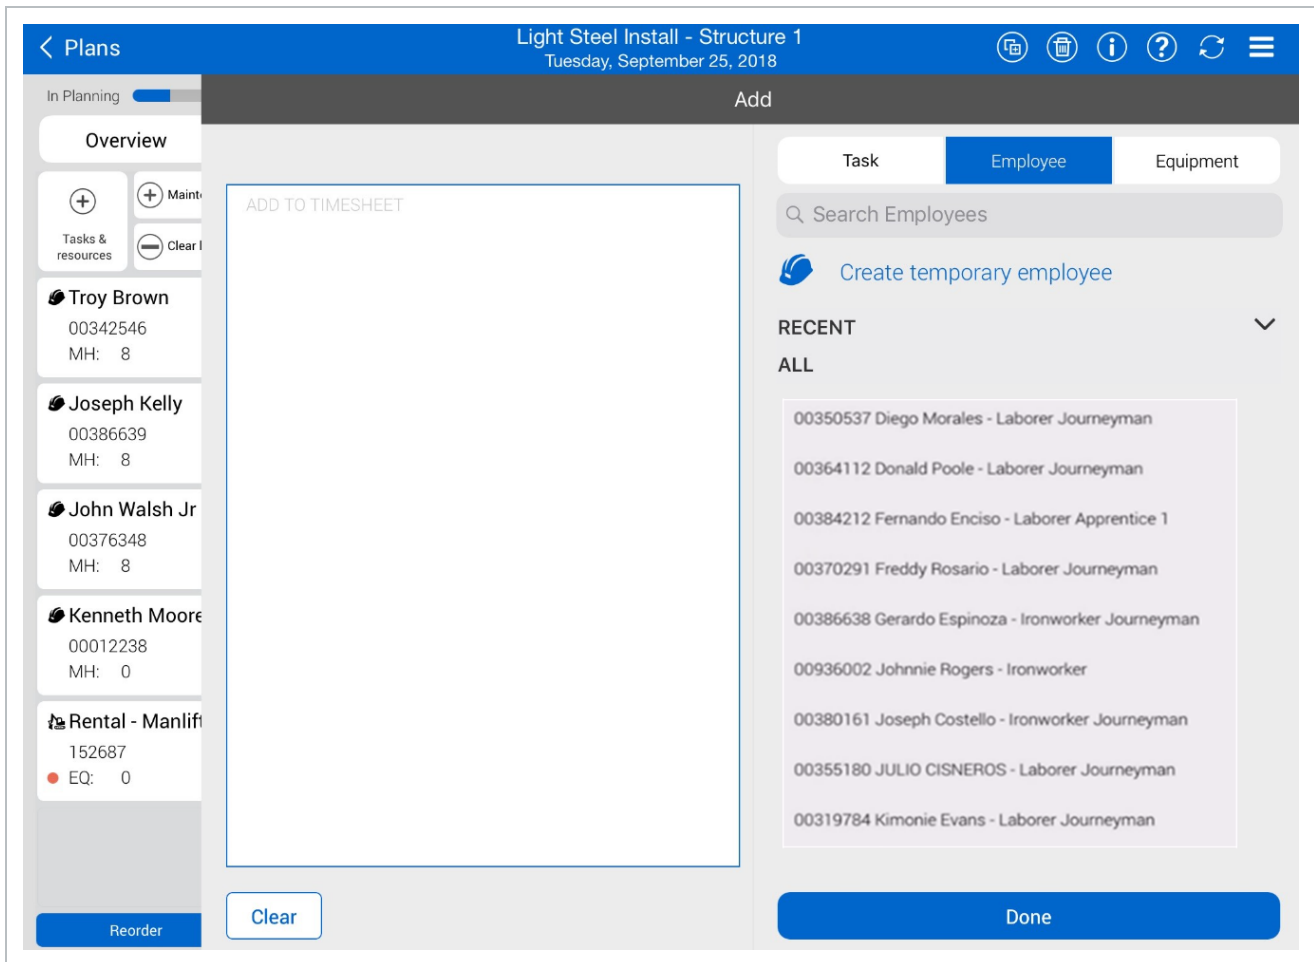 Plans
Light Steel Install - Structure 1
Tuesday, September 25, 2018
In Planning
Add
Overview
Task
Employee
Equipment
Tasks &
resources
Clear
ADD TO TIMESHEET
Search Employees
Create temporary employee
RECENT
ALL
Troy Brown
00342546
MH: 8
Joseph Kelly
00386639
MH: 8
John Walsh Jr
00376348
MH: 8
Kenneth Moore
00012238
MH: 0
Rental - Manlift
152687
EQ: 0
00350537 Diego Morales - Laborer Journeyman
00364112 Donald Poole - Laborer Journeyman
00384212 Fernando Enciso - Laborer Apprentice 1
00370291 Freddy Rosario - Laborer Journeyman
00386638 Gerardo Espinoza - Ironworker Journeyman
00936002 Johnnie Rogers - Ironworker
00380161 Joseph Costello - Ironworker Journeyman
00355180 JULIO CISNEROS - Laborer Journeyman
00319784 Kimonie Evans - Laborer Journeyman
Reorder
Clear
Done